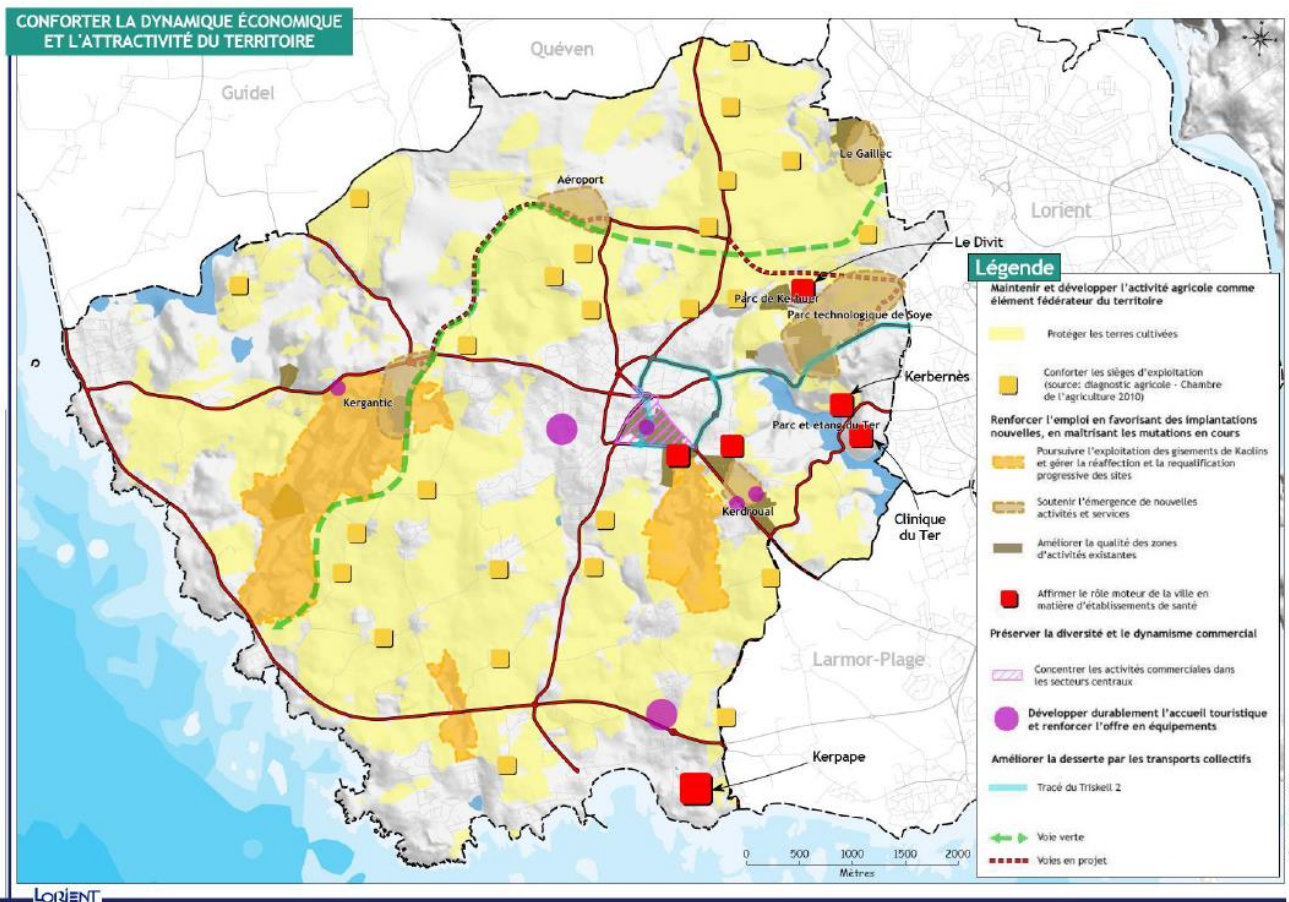 CONFORTER LA DYNAMIQUE ÉCONOMIQUE
ET L'ATTRACTIVITÉ DU TERRITOIRE
Quéven
Guidel
Le Gaillec
Aéroport
Lorient
Le Divit
Parc de Kerhoër
Parc technologique de Soye
Kerbernès
Kergantic
Parc et étang du Ter
Kerdroual
Clinique
du Ter
Larmor-Plage
Kerpape
0 500 1000 1500 2000
Mètres
Légende
Maintenir et développer l'activité agricole comme
élément fédérateur du territoire
Protéger les terres cultivées
Conforter les sièges d'exploitation
(source: diagnostic agricole - Chambre
de l'agriculture 2010)
Renforcer l'emploi en favorisant des implantations
nouvelles, en maîtrisant les mutations en cours
Poursuivre l'exploitation des gisements de Kaolins
et gérer la réaffection et la requalification
progressive des sites
Soutenir l'émergence de nouvelles
activités et services
Améliorer la qualité des zones
d'activités existantes
Affirmer le rôle moteur de la ville en
matière d'établissements de santé
Préserver la diversité et le dynamisme commercial
Concentrer les activités commerciales dans
les secteurs centraux
Développer durablement l'accueil touristique
et renforcer l'offre en équipements
Améliorer la desserte par les transports collectifs
Tracé du Triskell 2
Voie verte
Voies en projet
LORIENT